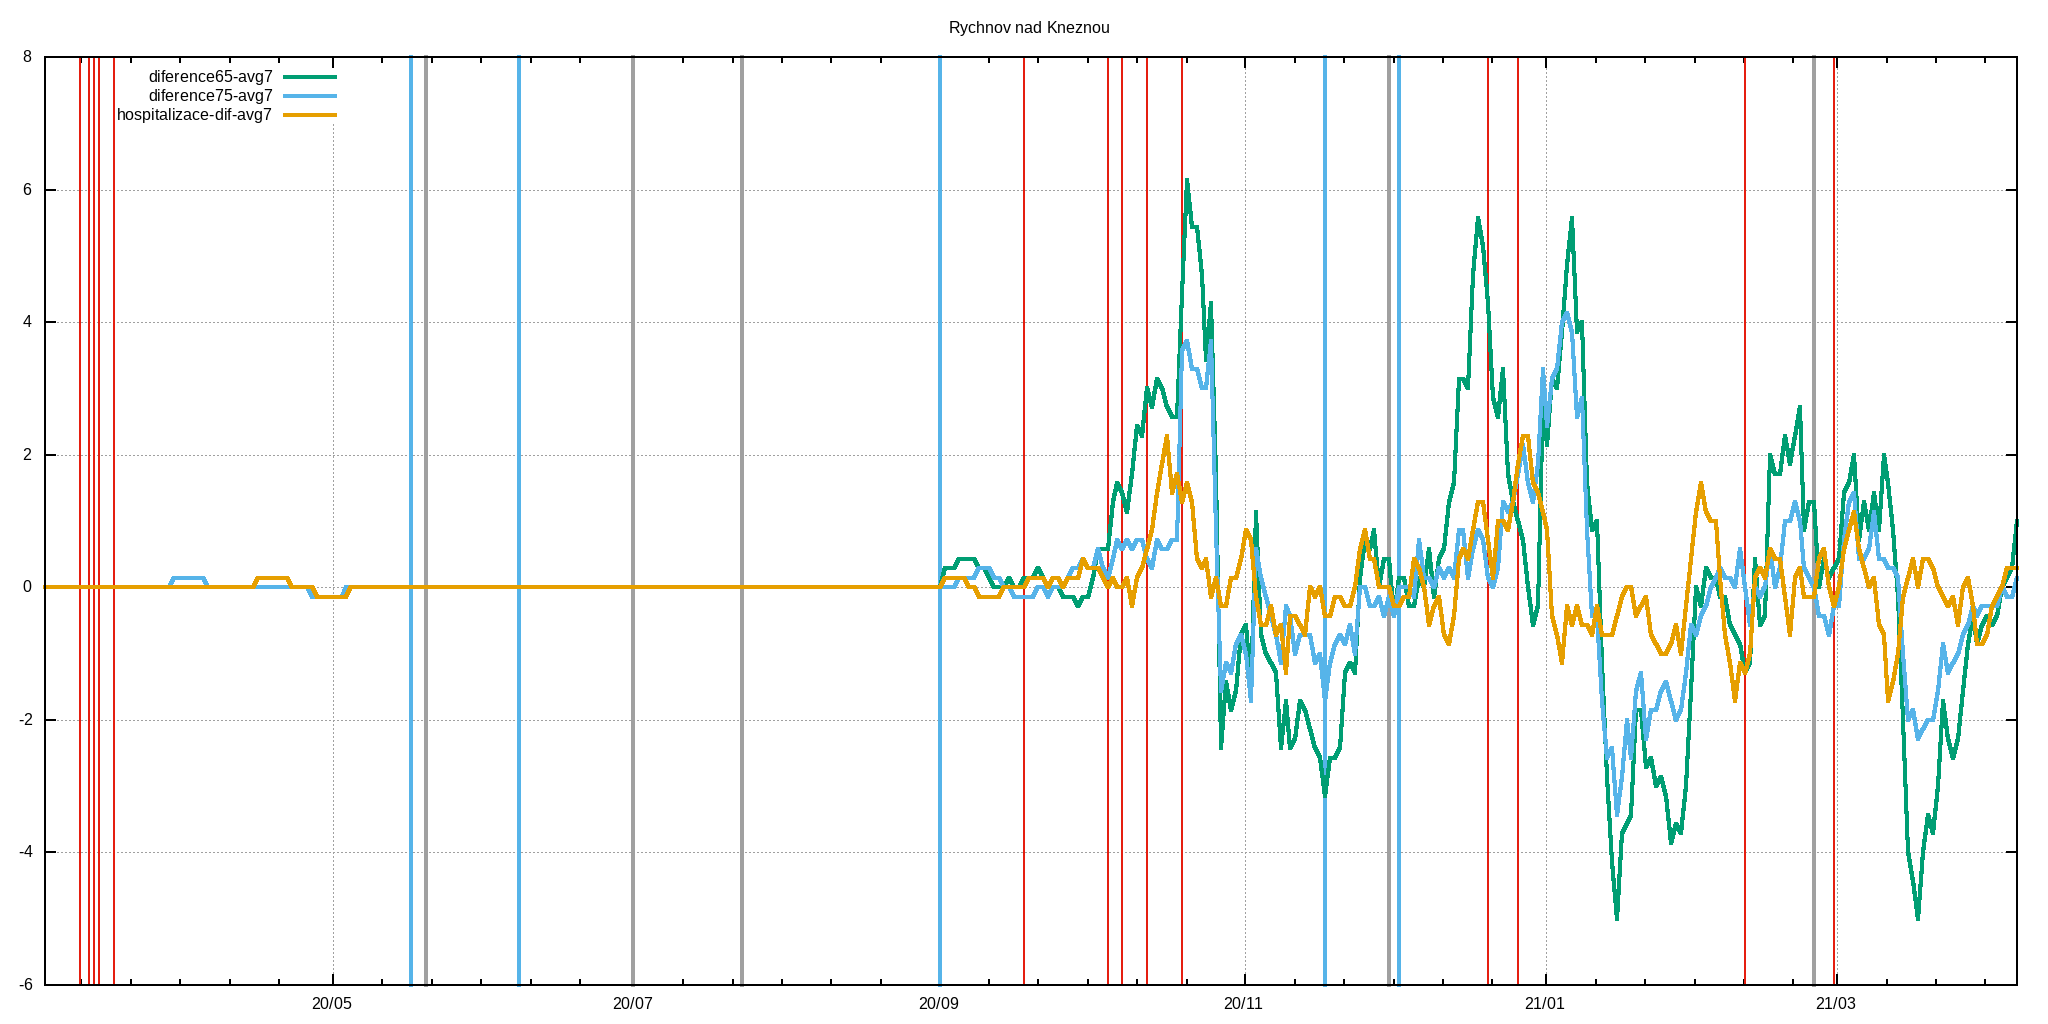 Rychnov nad Kneznou
diference65-avg7
diference75-avg7
hospitalizace-dif-avg7
8
6
4
2
0
-2
-4
-6
20/05 20/07 20/09 20/11 21/01 21/03